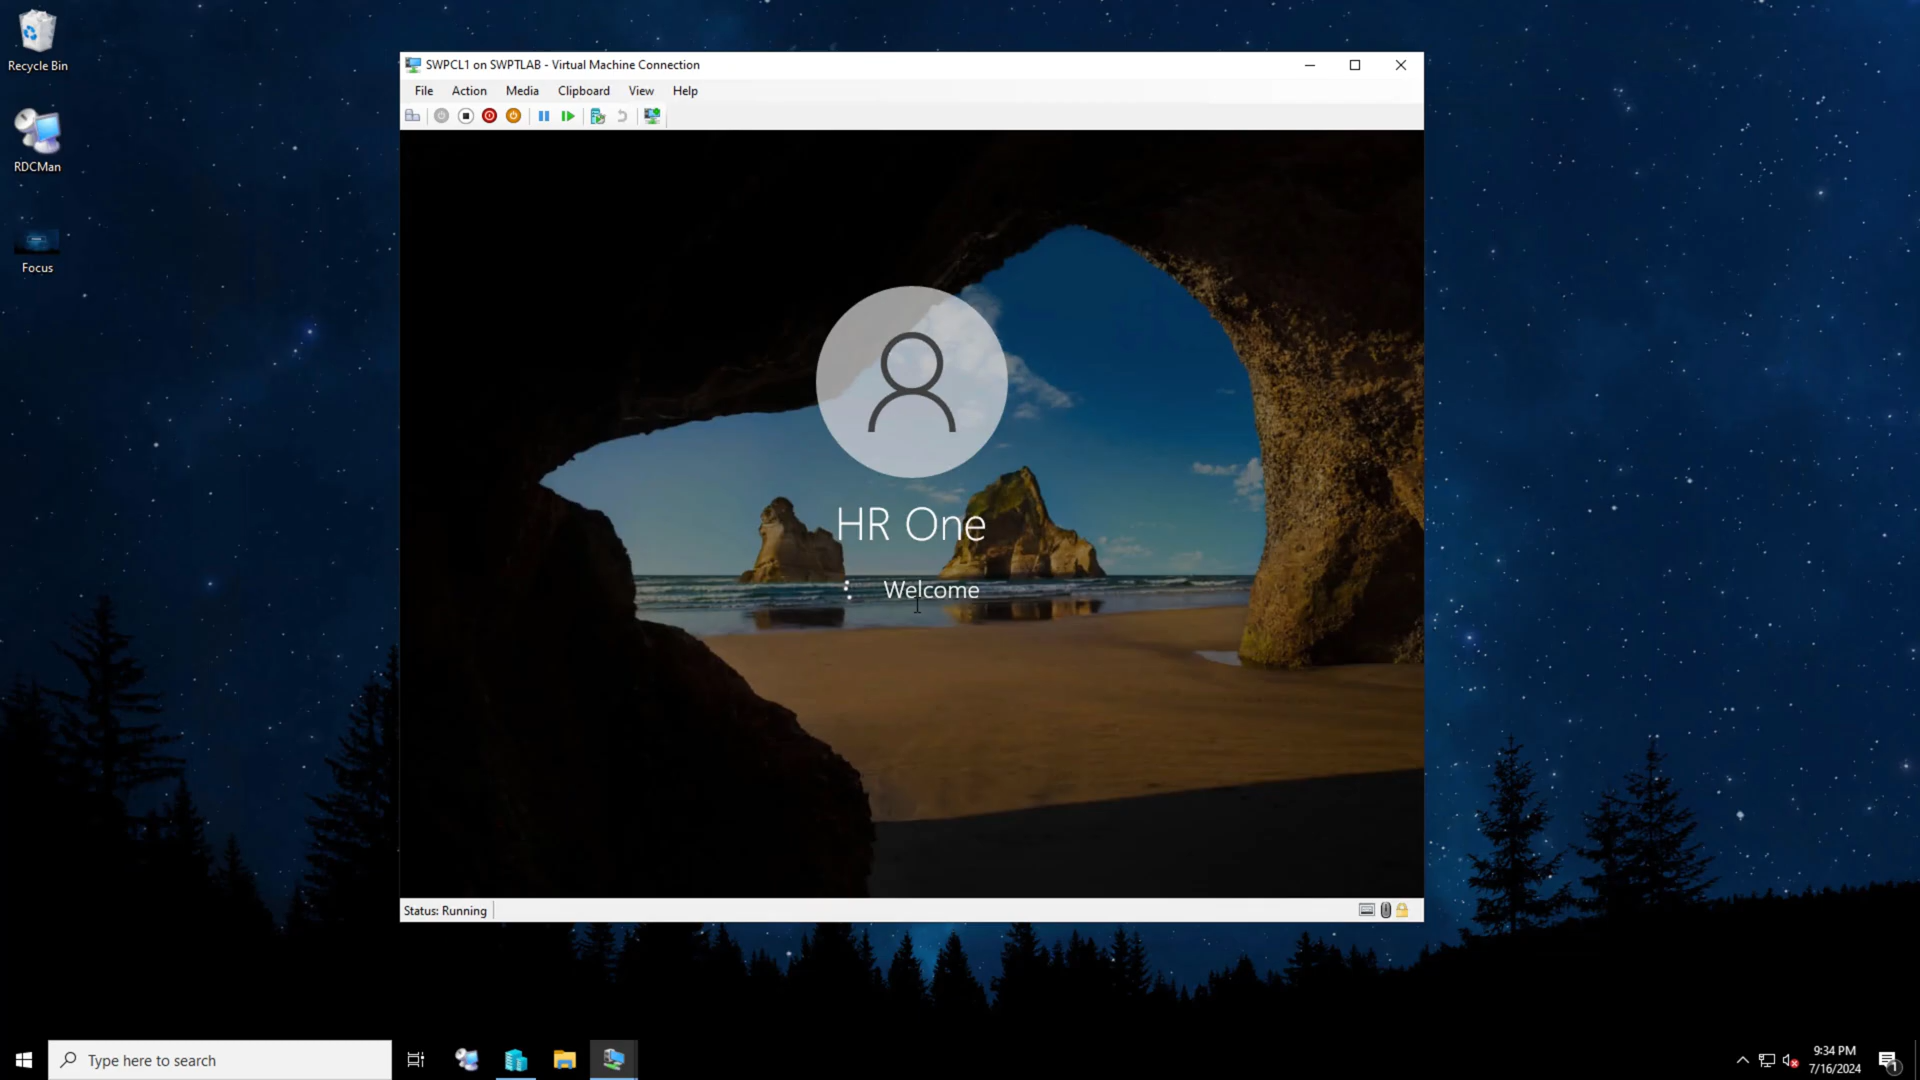 Recycle Bin
RDCMan
Focus
SWPCL1 on SWPTLAB - Virtual Machine Connection
File Action Media Clipboard View Help
HR One
Welcome
Status: Running
Type here to search
9:34 PM
7/16/2024
1